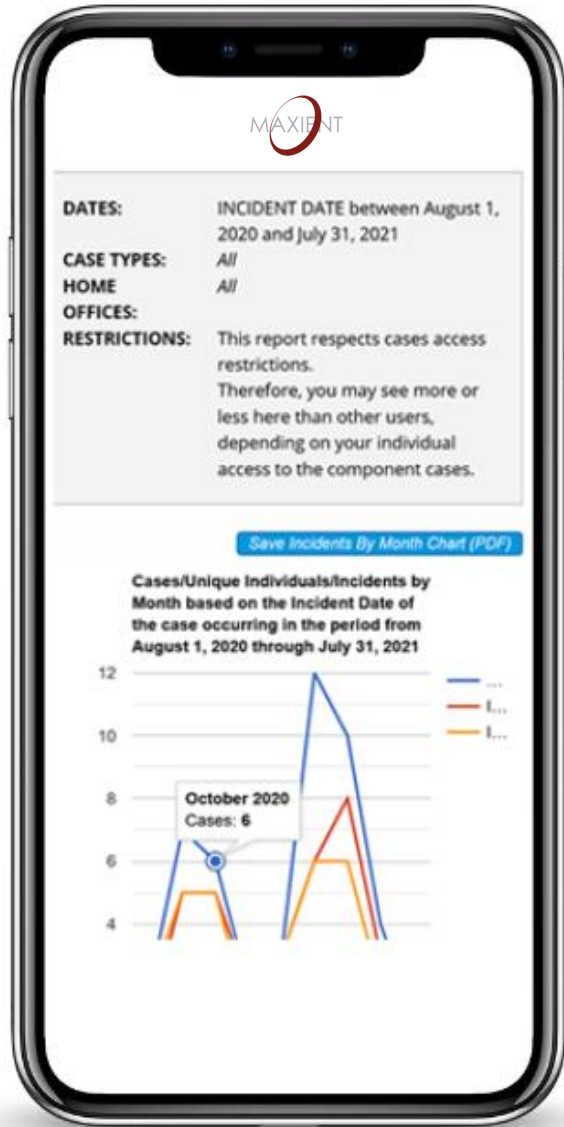 MAXIENT
DATES: INCIDENT DATE between August 1,
2020 and July 31, 2021
CASE TYPES: All
HOME All
OFFICES:
RESTRICTIONS: This report respects cases access
restrictions.
Therefore, you may see more or
less here than other users,
depending on your individual
access to the component cases.
Save Incidents By Month Chart (PDF)
Cases/Unique Individuals/Incidents by
Month based on the Incident Date of
the case occurring in the period from
August 1, 2020 through July 31, 2021
12
...
I...
I...
10
8
October 2020
Cases: 6
6
4